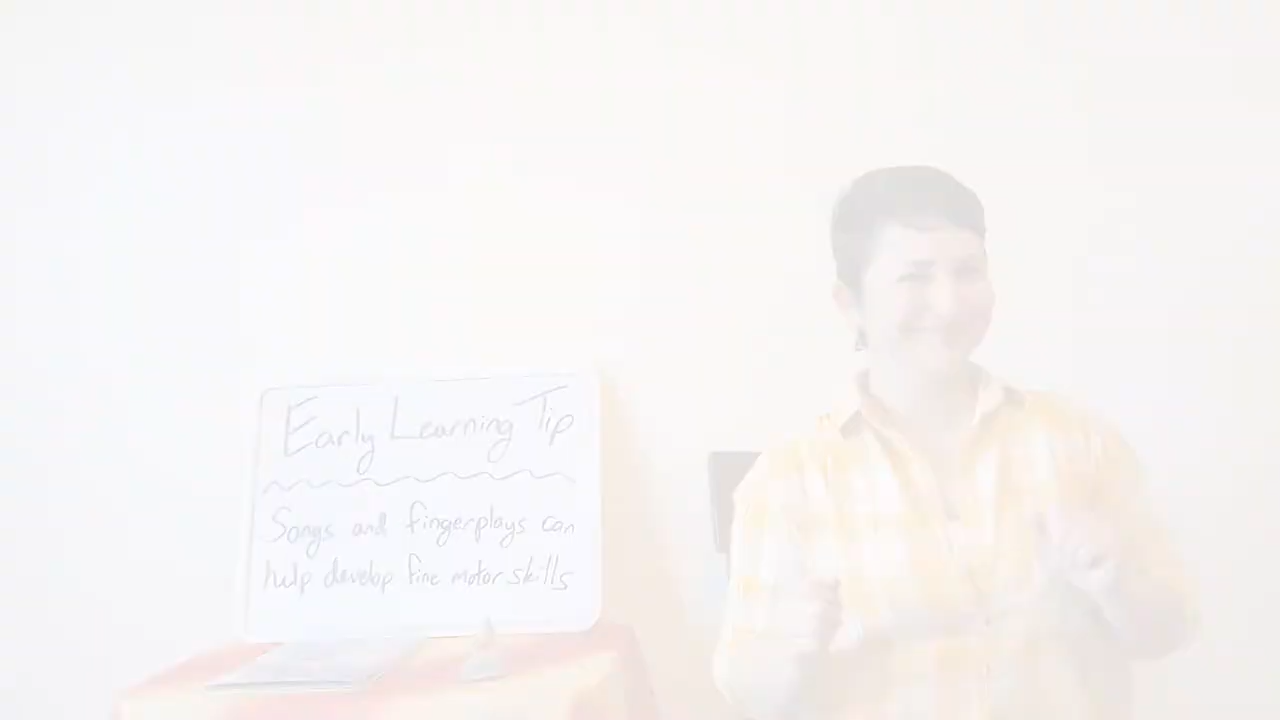 Early Learning Tip
Songs and fingerplays can
help develop fine motor skills